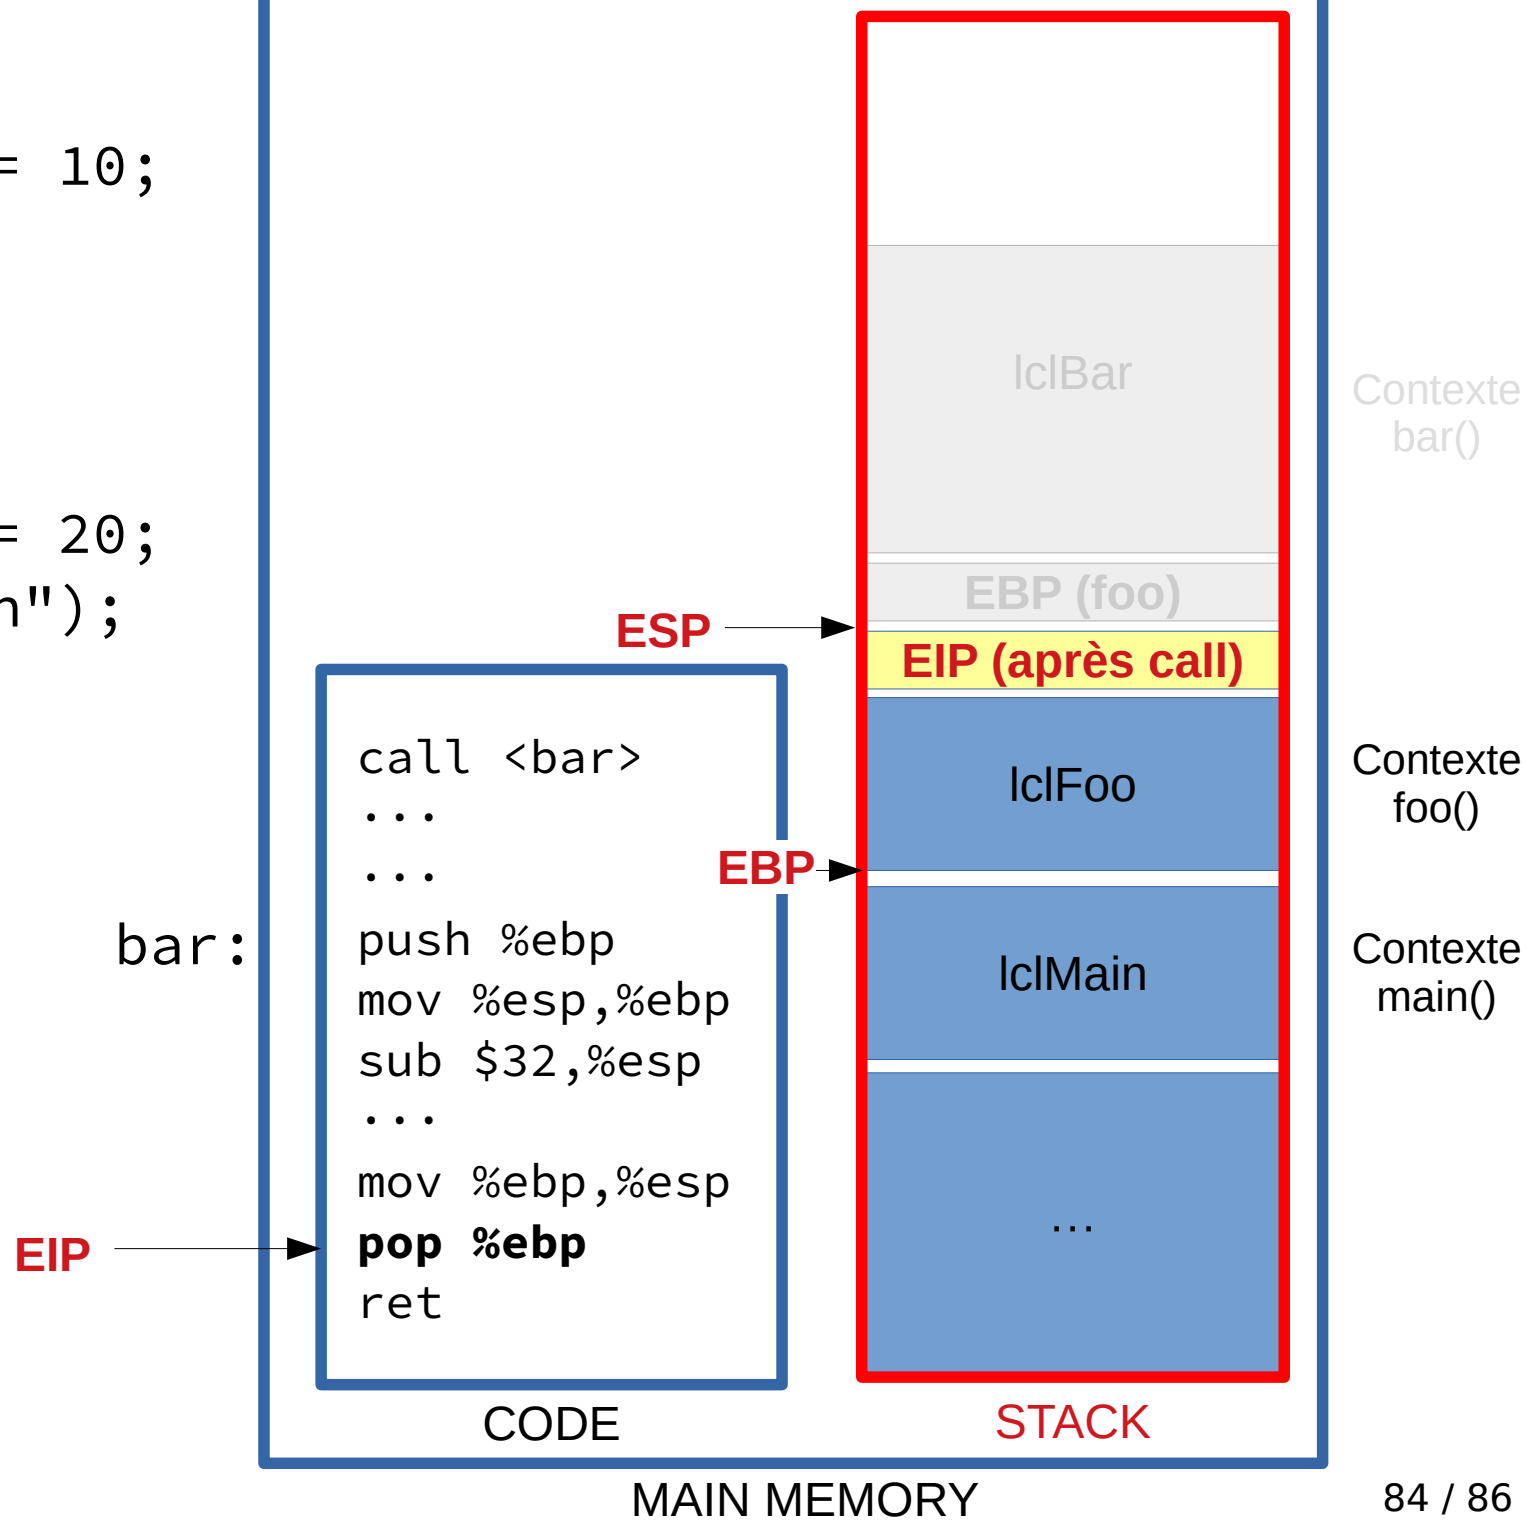 = 10;
= 20;
n");
lclBar
Contexte
bar()
EBP (foo)
ESP
EIP (après call)
call <bar>
...
...
lclFoo
Contexte
foo()
EBP
bar:
push %ebp
mov %esp,%ebp
sub $32,%esp
...
mov %ebp,%esp
pop %ebp
ret
lclMain
Contexte
main()
...
EIP
CODE
STACK
MAIN MEMORY
84 / 86